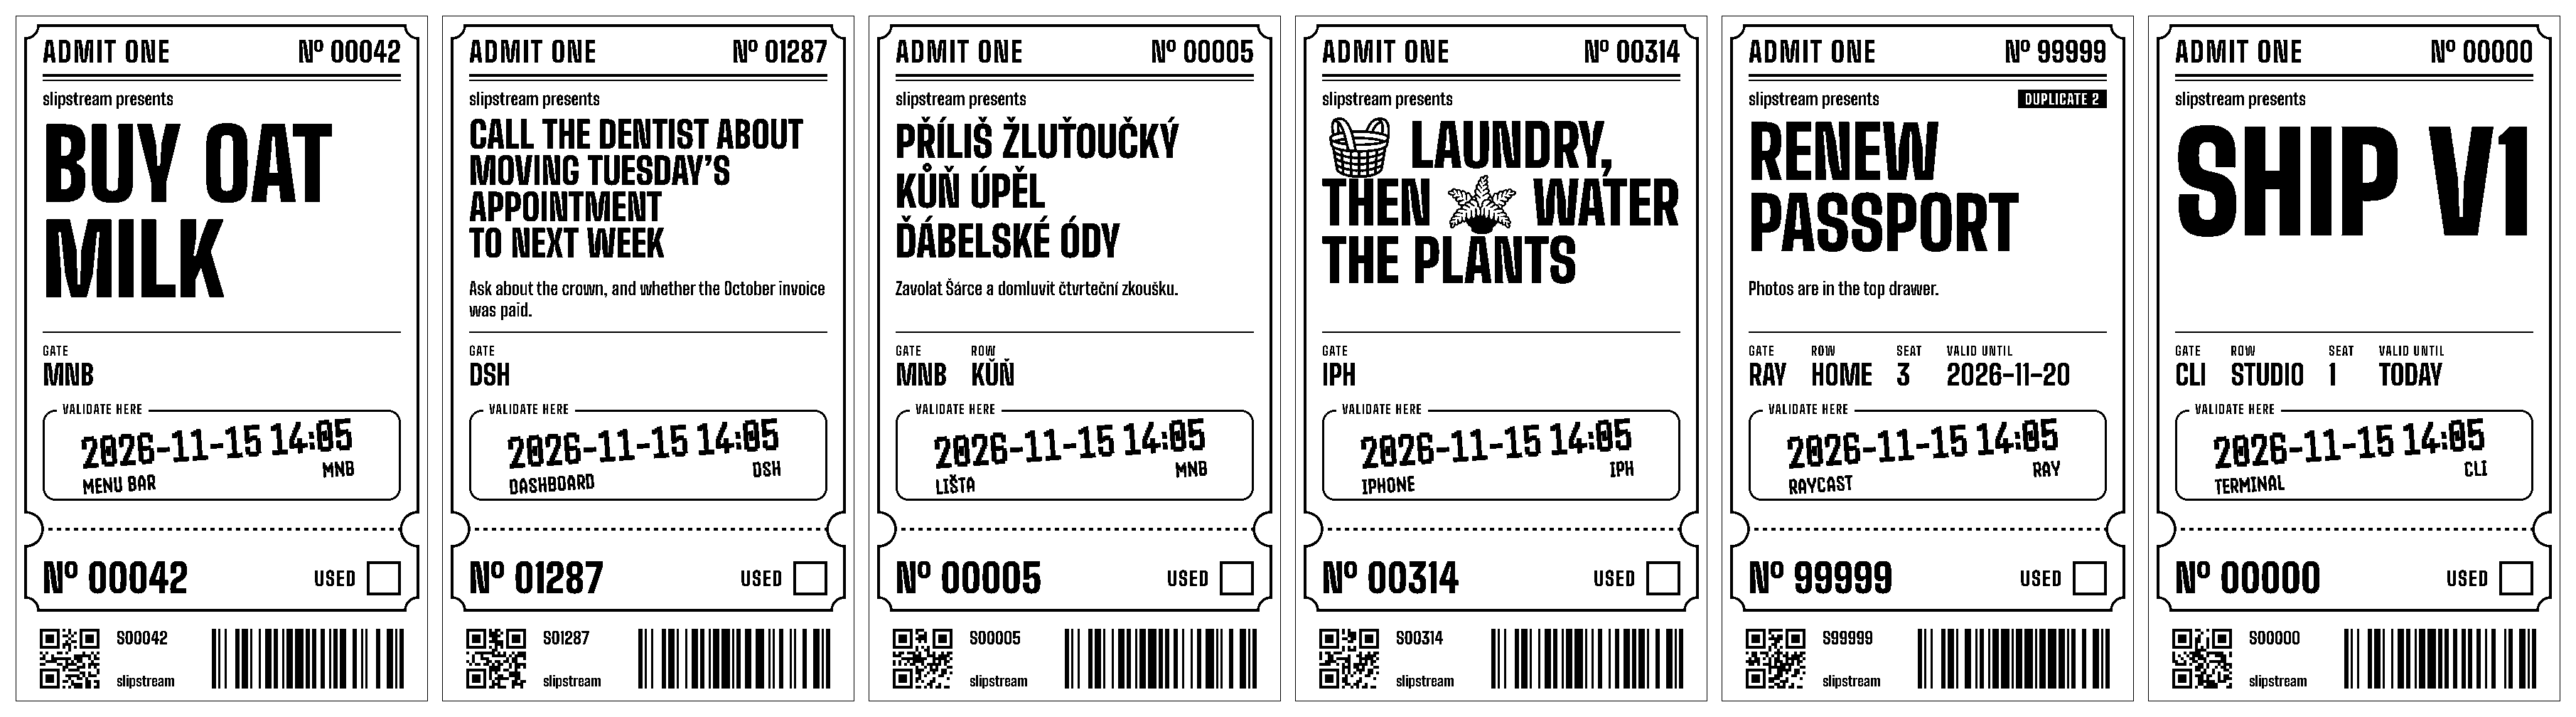 ADMIT ONE Nº 00042
slipstream presents
BUY OAT
MILK
GATE
MNB
VALIDATE HERE
2026-11-15 14:05
MNB
MENU BAR
Nº 00042 USED
S00042
slipstream
ADMIT ONE Nº 01287
slipstream presents
CALL THE DENTIST ABOUT
MOVING TUESDAY’S
APPOINTMENT
TO NEXT WEEK
Ask about the crown, and whether the October invoice
was paid.
GATE
DSH
VALIDATE HERE
2026-11-15 14:05
DSH
DASHBOARD
Nº 01287 USED
S01287
slipstream
ADMIT ONE Nº 00005
slipstream presents
PŘÍLIŠ ŽLUŤOUČKÝ
KŮŇ ÚPĚL
ĎÁBELSKÉ ÓDY
Zavolat Šárce a domluvit čtvrteční zkoušku.
GATE ROW
MNB KŮŇ
VALIDATE HERE
2026-11-15 14:05
MNB
LIŠTA
Nº 00005 USED
S00005
slipstream
ADMIT ONE Nº 00314
slipstream presents
LAUNDRY,
THEN WATER
THE PLANTS
GATE
IPH
VALIDATE HERE
2026-11-15 14:05
IPH
IPHONE
Nº 00314 USED
S00314
slipstream
ADMIT ONE Nº 99999
slipstream presents DUPLICATE 2
RENEW
PASSPORT
Photos are in the top drawer.
GATE ROW SEAT VALID UNTIL
RAY HOME 3 2026-11-20
VALIDATE HERE
2026-11-15 14:05
RAY
RAYCAST
Nº 99999 USED
S99999
slipstream
ADMIT ONE Nº 00000
slipstream presents
SHIP V1
GATE ROW SEAT VALID UNTIL
CLI STUDIO 1 TODAY
VALIDATE HERE
2026-11-15 14:05
CLI
TERMINAL
Nº 00000 USED
S00000
slipstream